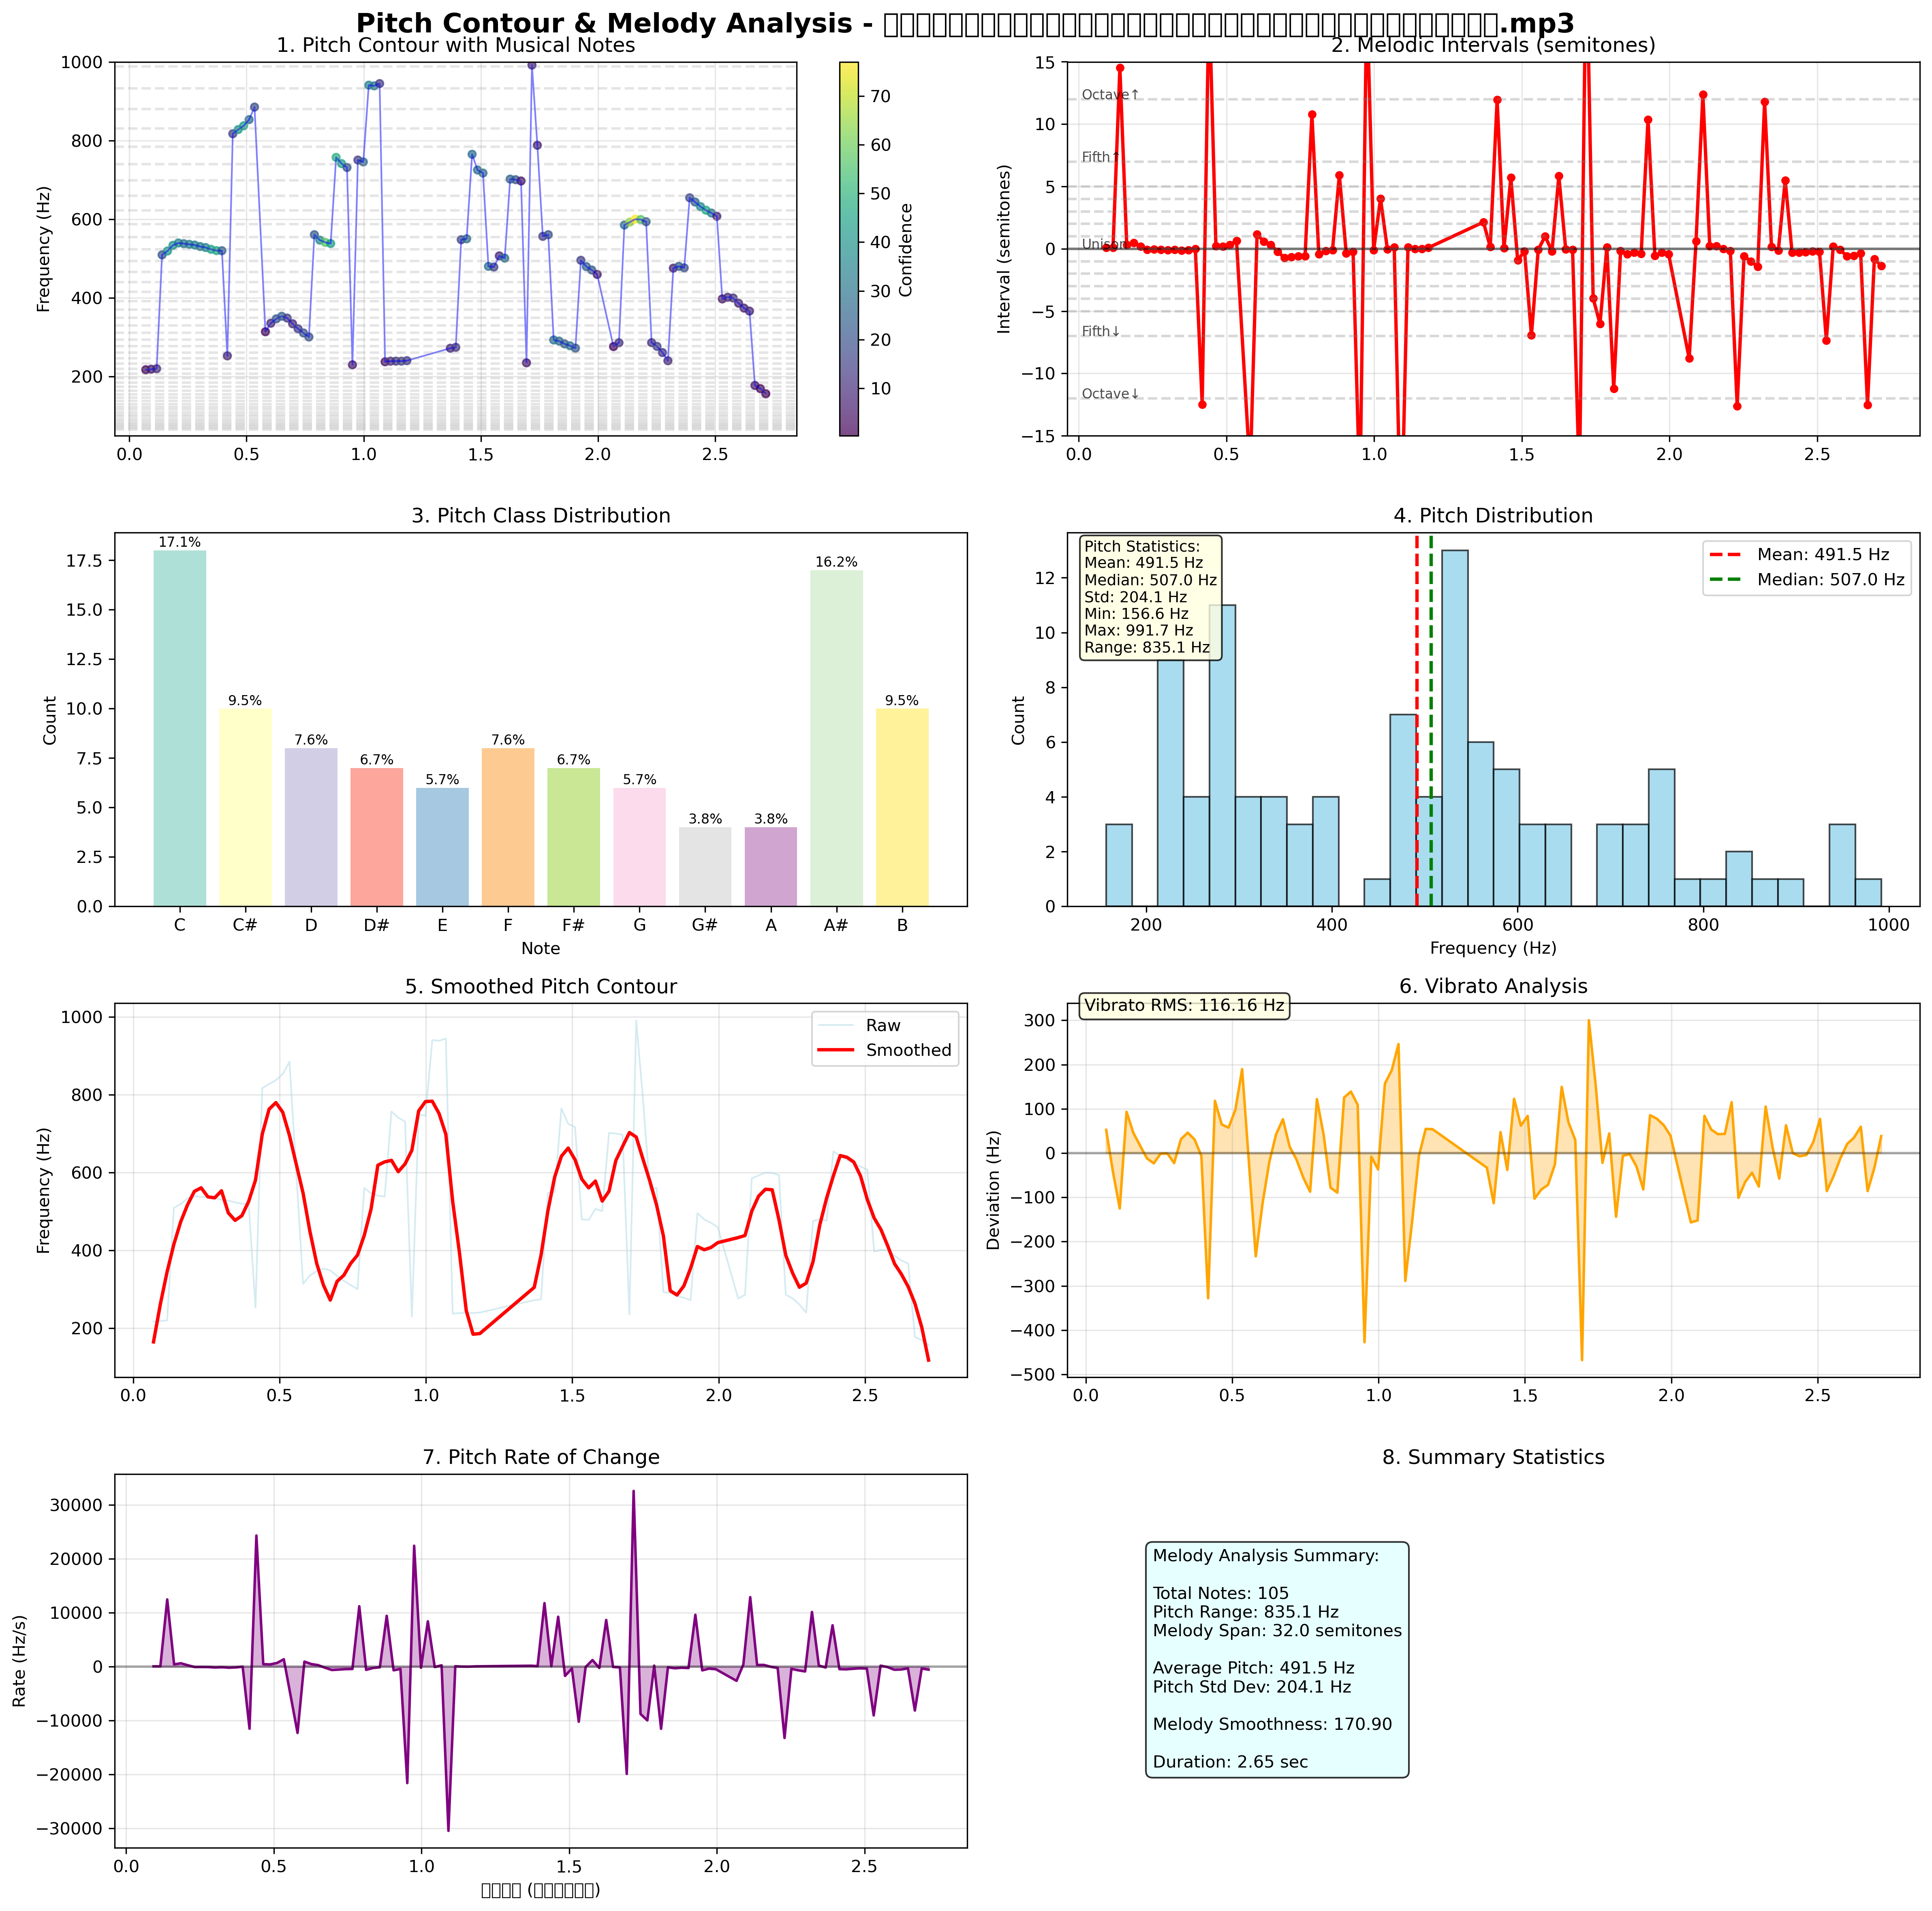 Pitch Contour & Melody Analysis - .mp3
1. Pitch Contour with Musical Notes
1000
800
600
400
200
Frequency (Hz)
0.0 0.5 1.0 1.5 2.0 2.5
70
60
50
40
30
20
10
Confidence
2. Melodic Intervals (semitones)
15
10
5
0
−5
−10
−15
Interval (semitones)
Octave↑
Fifth↑
Unison
Fifth↓
Octave↓
0.0 0.5 1.0 1.5 2.0 2.5
3. Pitch Class Distribution
17.5
15.0
12.5
10.0
7.5
5.0
2.5
0.0
Count
17.1% 9.5% 7.6% 6.7% 5.7% 7.6% 6.7% 5.7% 3.8% 3.8% 16.2% 9.5%
C C# D D# E F F# G G# A A# B
Note
4. Pitch Distribution
12
10
8
6
4
2
0
Count
Pitch Statistics:
Mean: 491.5 Hz
Median: 507.0 Hz
Std: 204.1 Hz
Min: 156.6 Hz
Max: 991.7 Hz
Range: 835.1 Hz
Mean: 491.5 Hz
Median: 507.0 Hz
200 400 600 800 1000
Frequency (Hz)
5. Smoothed Pitch Contour
1000
800
600
400
200
Frequency (Hz)
Raw
Smoothed
0.0 0.5 1.0 1.5 2.0 2.5
6. Vibrato Analysis
Vibrato RMS: 116.16 Hz
300
200
100
0
−100
−200
−300
−400
−500
Deviation (Hz)
0.0 0.5 1.0 1.5 2.0 2.5
7. Pitch Rate of Change
30000
20000
10000
0
−10000
−20000
−30000
Rate (Hz/s)
0.0 0.5 1.0 1.5 2.0 2.5
8. Summary Statistics
Melody Analysis Summary:
Total Notes: 105
Pitch Range: 835.1 Hz
Melody Span: 32.0 semitones
Average Pitch: 491.5 Hz
Pitch Std Dev: 204.1 Hz
Melody Smoothness: 170.90
Duration: 2.65 sec